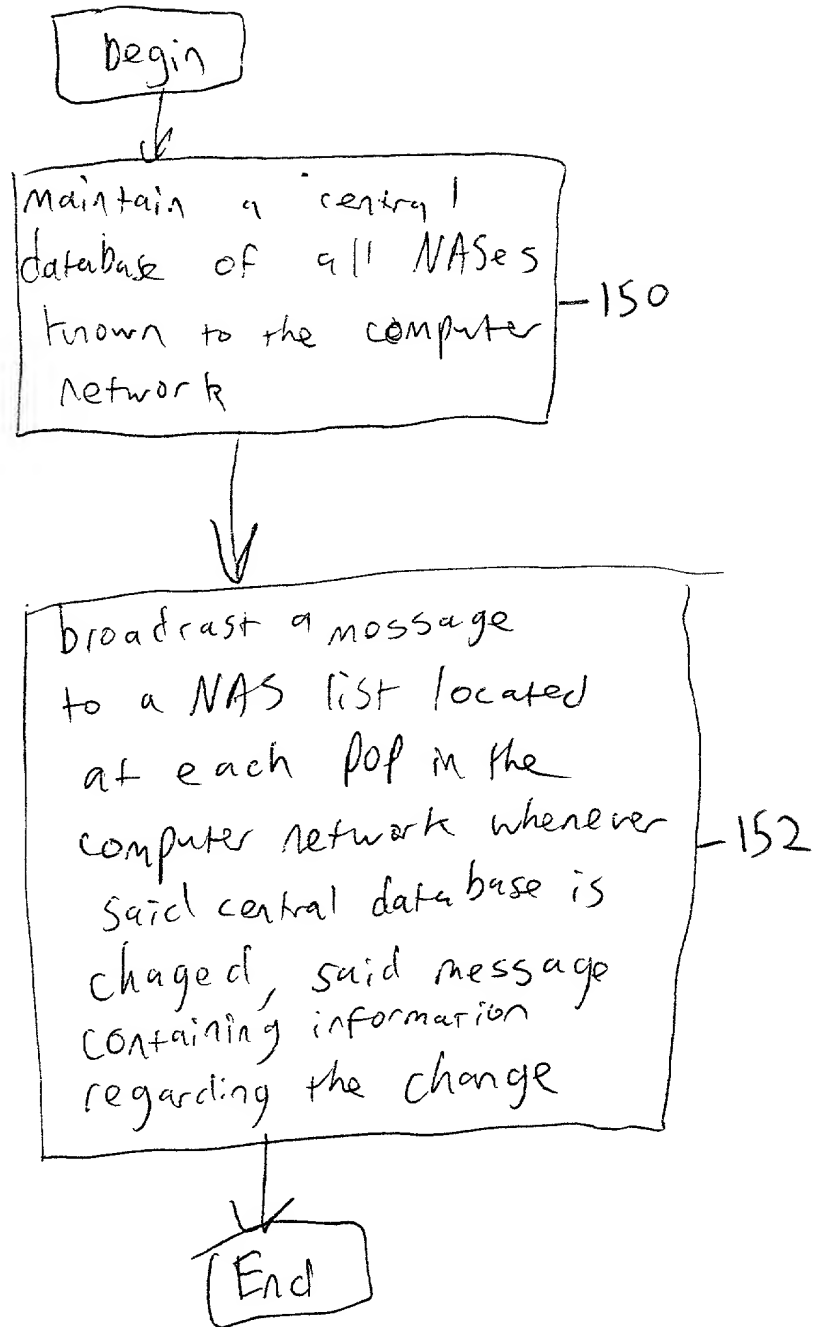 Begin
Maintain a central
database of all NASes
known to the computer
network
-150
broadcast a mossage
to a NAS list located
at each pop in the
computer network whenever
said central database is
chaged, said message
containing information
regarding the change
-152
End